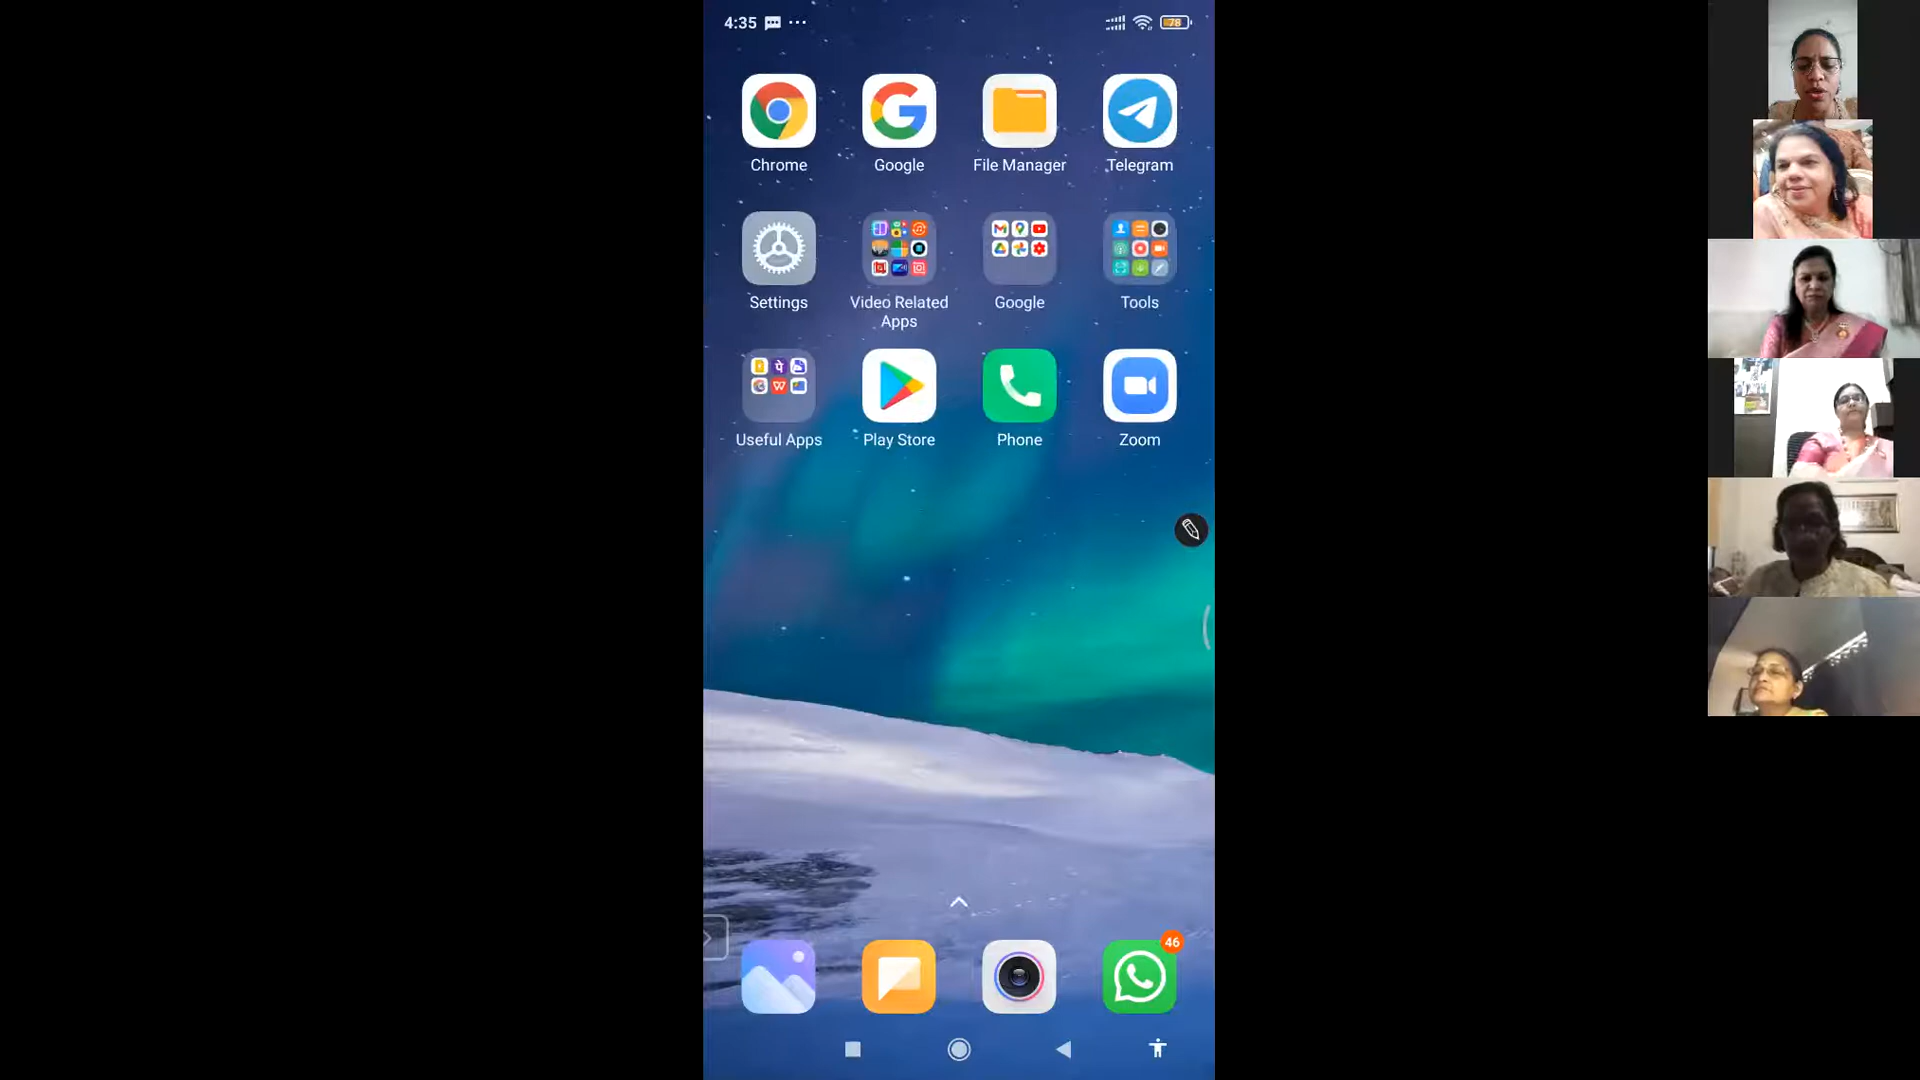 4:35
78
Chrome
Google
File Manager
Telegram
Settings
Video Related
Apps
Google
Tools
Useful Apps
Play Store
Phone
Zoom
46